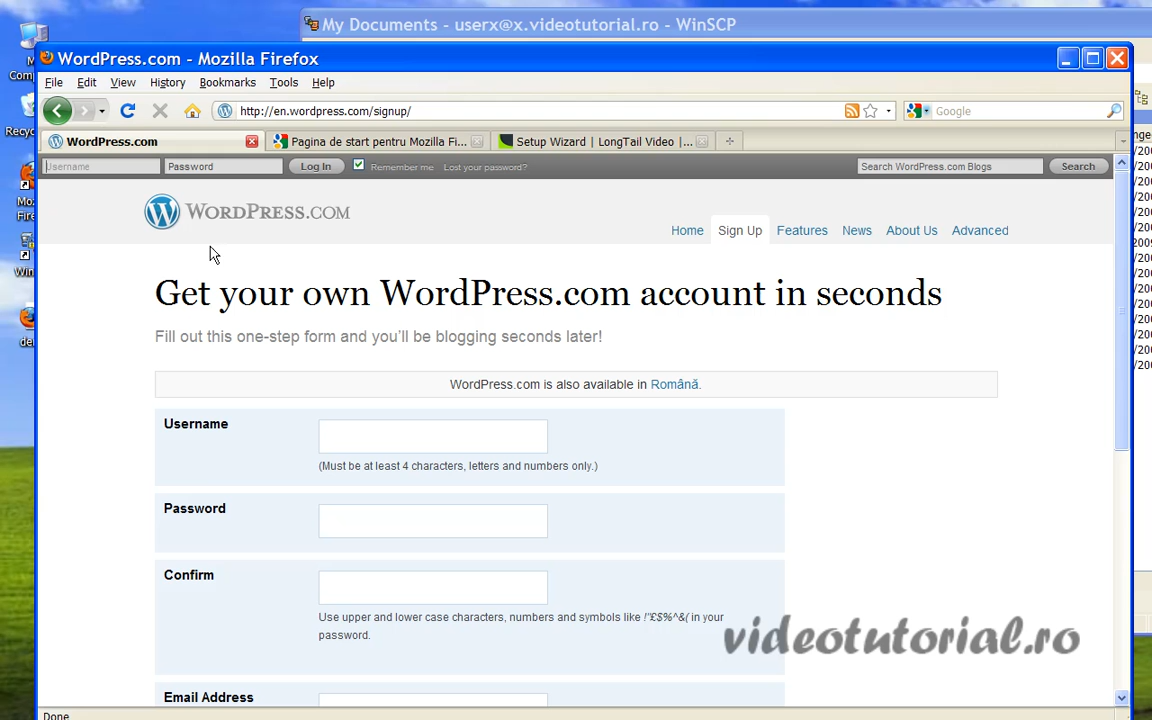 My Documents - userx@x.videotutorial.ro - WinSCP
WordPress.com - Mozilla Firefox
File Edit View History Bookmarks Tools Help
http://en.wordpress.com/signup/
Google
WordPress.com
Pagina de start pentru Mozilla Fi...
Setup Wizard | LongTail Video | ...
Username
Password
Log In
Remember me
Lost your password?
Search WordPress.com Blogs
Search
WORDPRESS.COM
Home Sign Up Features News About Us Advanced
Get your own WordPress.com account in seconds
Fill out this one-step form and you'll be blogging seconds later!
WordPress.com is also available in Română.
Username
(Must be at least 4 characters, letters and numbers only.)
Password
Confirm
Use upper and lower case characters, numbers and symbols like !"£$%^&( in your
password.
videotutorial.ro
Email Address
Done